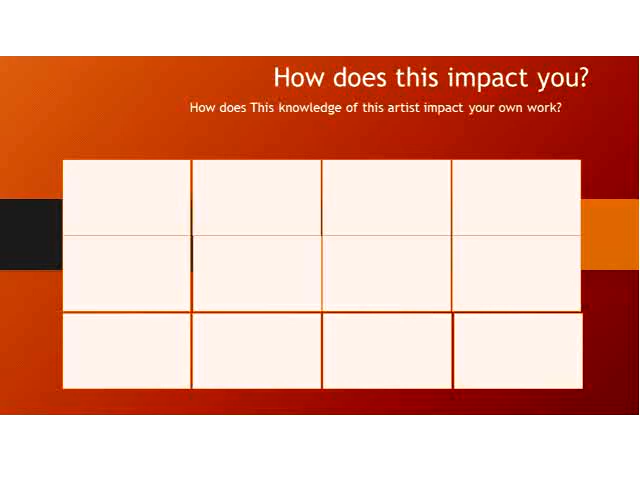 How does this impact you?
How does This knowledge of this artist impact your own work?